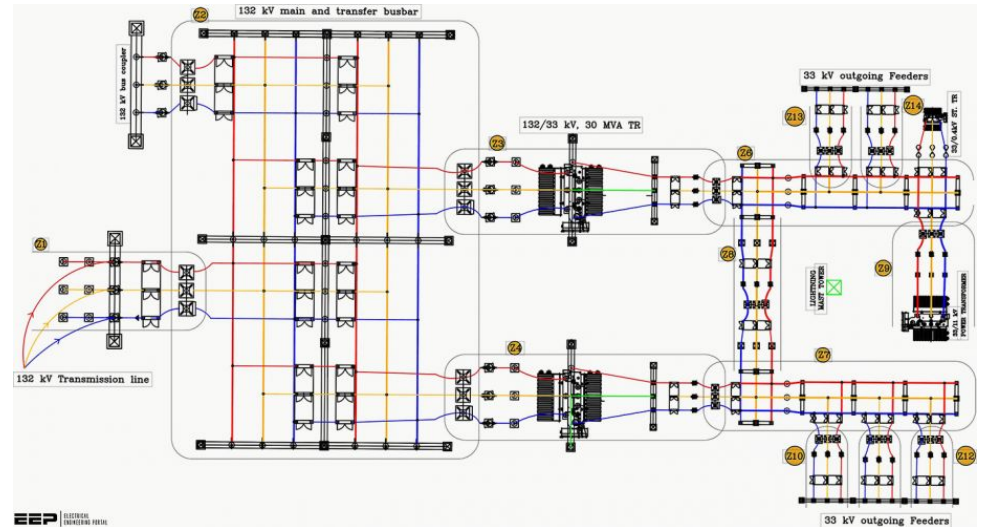 Z2
132 kV main and transfer busbar
132 kV bus coupler
33 kV outgoing Feeders
Z13
Z14
33/0.4kV ST. TR
132/33 kV, 30 MVA TR
Z3
Z6
Z1
Z8
LIGHTNING
MAST TOWER
Z9
33/11 kV
POWER TRANSFORMER
Z4
Z7
132 kV Transmission line
Z10
Z12
EEP
ELECTRICAL
ENGINEERING PORTAL
33 kV outgoing Feeders